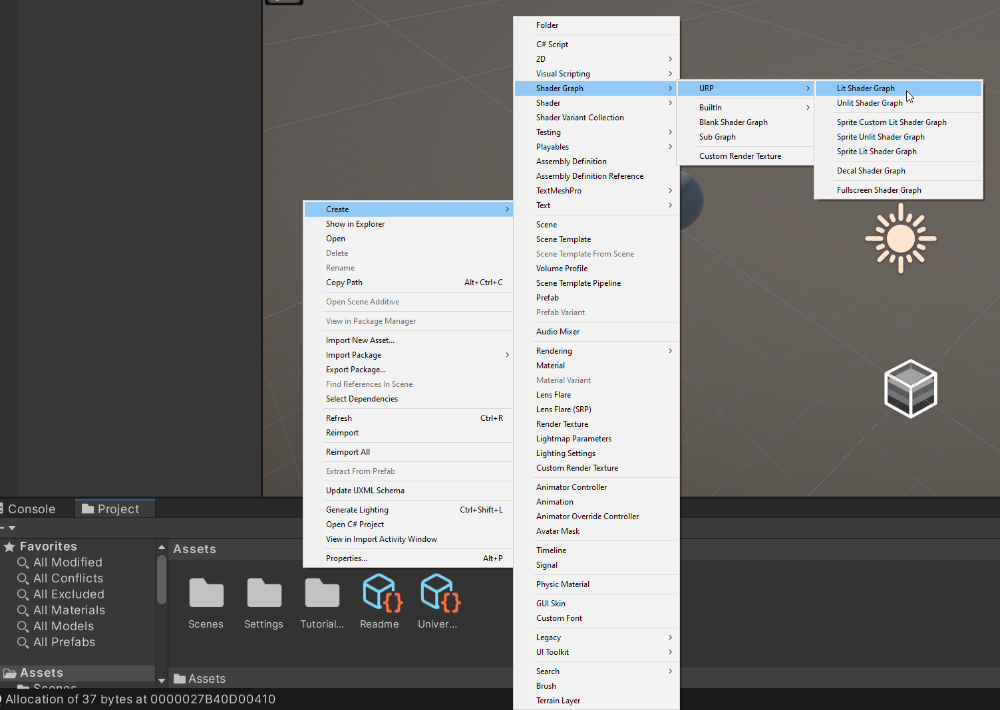 Folder
C# Script
2D
Visual Scripting
Shader Graph
Shader
Shader Variant Collection
Testing
Playables
Assembly Definition
Assembly Definition Reference
TextMeshPro
Text
Scene
Scene Template
Scene Template From Scene
Volume Profile
Scene Template Pipeline
Prefab
Prefab Variant
Audio Mixer
Rendering
Material
Material Variant
Lens Flare
Lens Flare (SRP)
Render Texture
Lightmap Parameters
Lighting Settings
Custom Render Texture
Animator Controller
Animation
Animator Override Controller
Avatar Mask
Timeline
Signal
Physic Material
GUI Skin
Custom Font
Legacy
UI Toolkit
Search
Brush
Terrain Layer
URP
BuiltIn
Blank Shader Graph
Sub Graph
Custom Render Texture
Lit Shader Graph
Unlit Shader Graph
Sprite Custom Lit Shader Graph
Sprite Unlit Shader Graph
Sprite Lit Shader Graph
Decal Shader Graph
Fullscreen Shader Graph
Create
Show in Explorer
Open
Delete
Rename
Copy Path Alt+Ctrl+C
Open Scene Additive
View in Package Manager
Import New Asset...
Import Package
Export Package...
Find References In Scene
Select Dependencies
Refresh Ctrl+R
Reimport
Reimport All
Extract From Prefab
Update UXML Schema
Generate Lighting Ctrl+Shift+L
Open C# Project
View in Import Activity Window
Properties... Alt+P
Console Project
Favorites
All Modified
All Conflicts
All Excluded
All Materials
All Models
All Prefabs
Assets
Scenes
Assets
Scenes Settings Tutorial... Readme Univer...
Assets
Allocation of 37 bytes at 0000027B40D00410